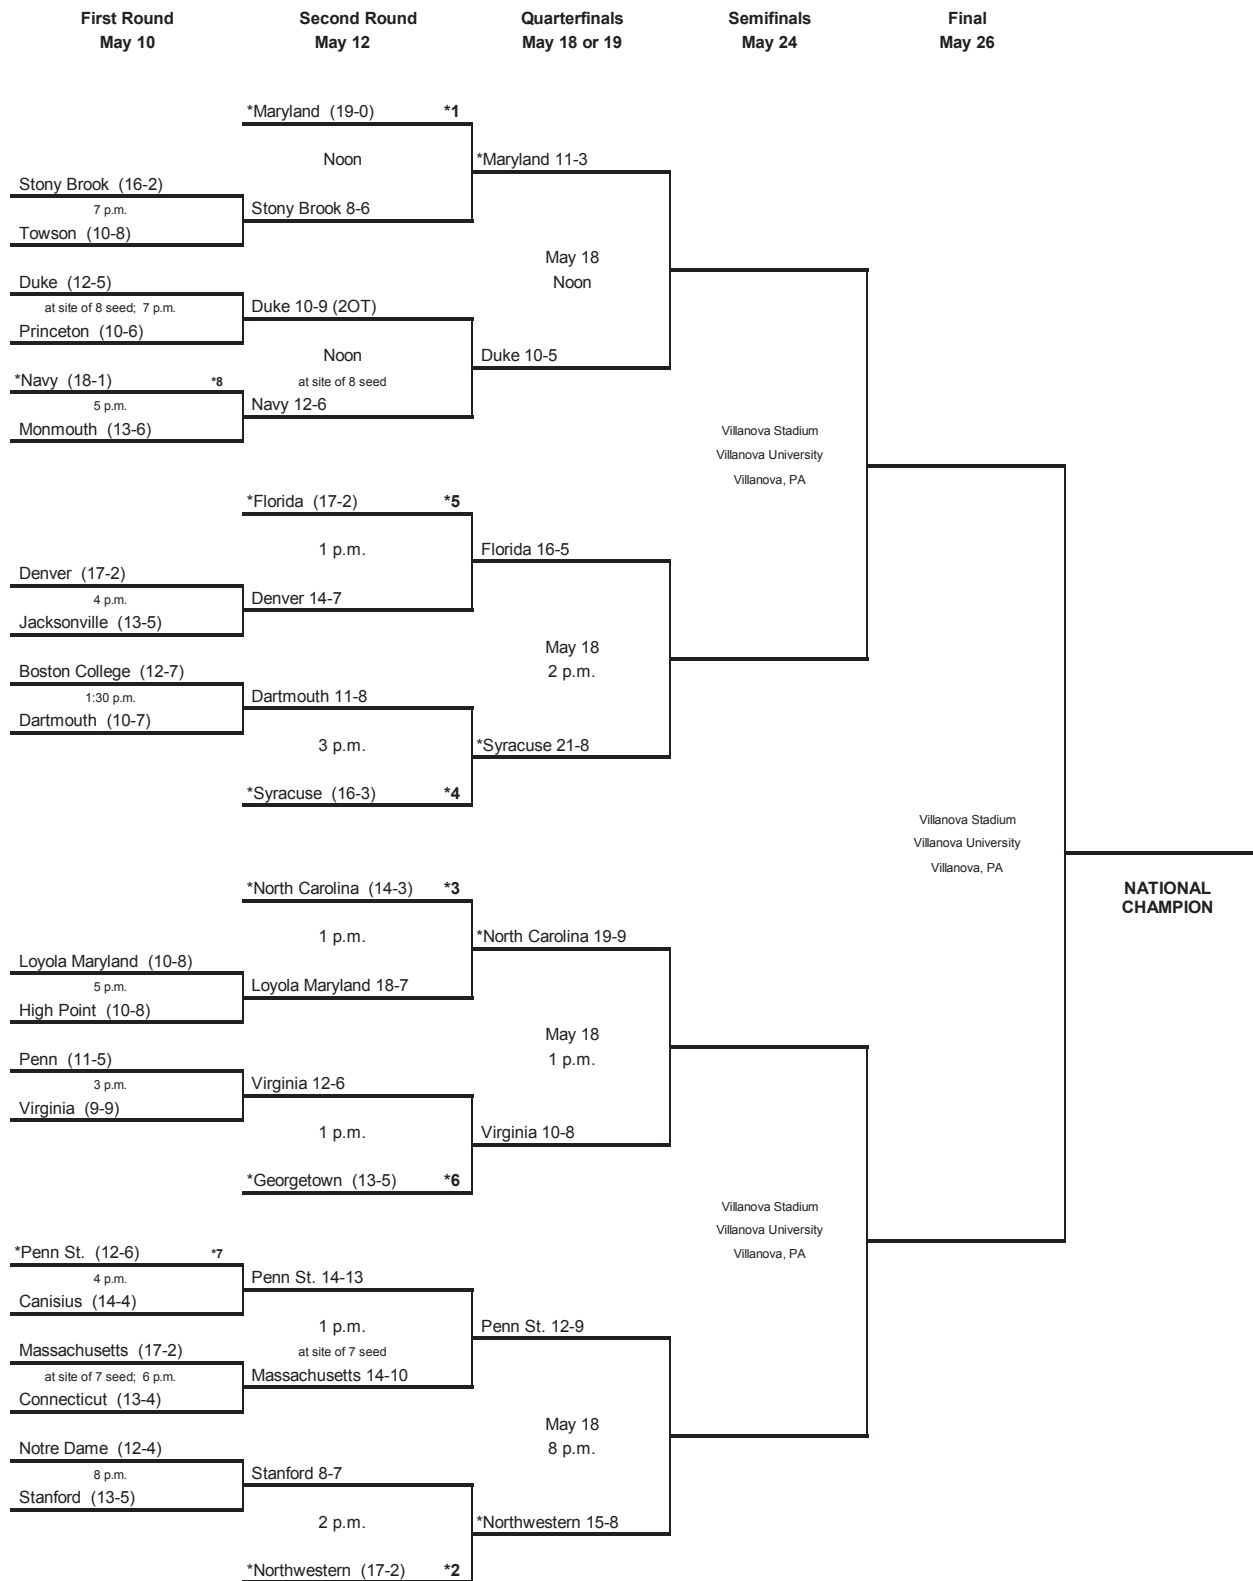 First Round
May 10
Second Round
May 12
Quarterfinals
May 18 or 19
Semifinals
May 24
Final
May 26
*Maryland (19-0) *1
Noon
*Maryland 11-3
Stony Brook (16-2)
7 p.m.
Stony Brook 8-6
Towson (10-8)
May 18
Noon
Duke (12-5)
at site of 8 seed; 7 p.m.
Duke 10-9 (2OT)
Princeton (10-6)
Noon
Duke 10-5
at site of 8 seed
*Navy (18-1) *8
5 p.m.
Navy 12-6
Monmouth (13-6)
Villanova Stadium
Villanova University
Villanova, PA
*Florida (17-2) *5
1 p.m.
Florida 16-5
Denver (17-2)
4 p.m.
Denver 14-7
Jacksonville (13-5)
May 18
2 p.m.
Boston College (12-7)
1:30 p.m.
Dartmouth 11-8
Dartmouth (10-7)
3 p.m.
*Syracuse 21-8
*Syracuse (16-3) *4
Villanova Stadium
Villanova University
Villanova, PA
NATIONAL
CHAMPION
*North Carolina (14-3) *3
1 p.m.
*North Carolina 19-9
Loyola Maryland (10-8)
5 p.m.
Loyola Maryland 18-7
High Point (10-8)
May 18
1 p.m.
Penn (11-5)
3 p.m.
Virginia 12-6
Virginia (9-9)
1 p.m.
Virginia 10-8
*Georgetown (13-5) *6
Villanova Stadium
Villanova University
Villanova, PA
*Penn St. (12-6) *7
4 p.m.
Penn St. 14-13
Canisius (14-4)
1 p.m.
Penn St. 12-9
at site of 7 seed
Massachusetts (17-2)
at site of 7 seed; 6 p.m.
Massachusetts 14-10
Connecticut (13-4)
May 18
8 p.m.
Notre Dame (12-4)
8 p.m.
Stanford 8-7
Stanford (13-5)
2 p.m.
*Northwestern 15-8
*Northwestern (17-2) *2